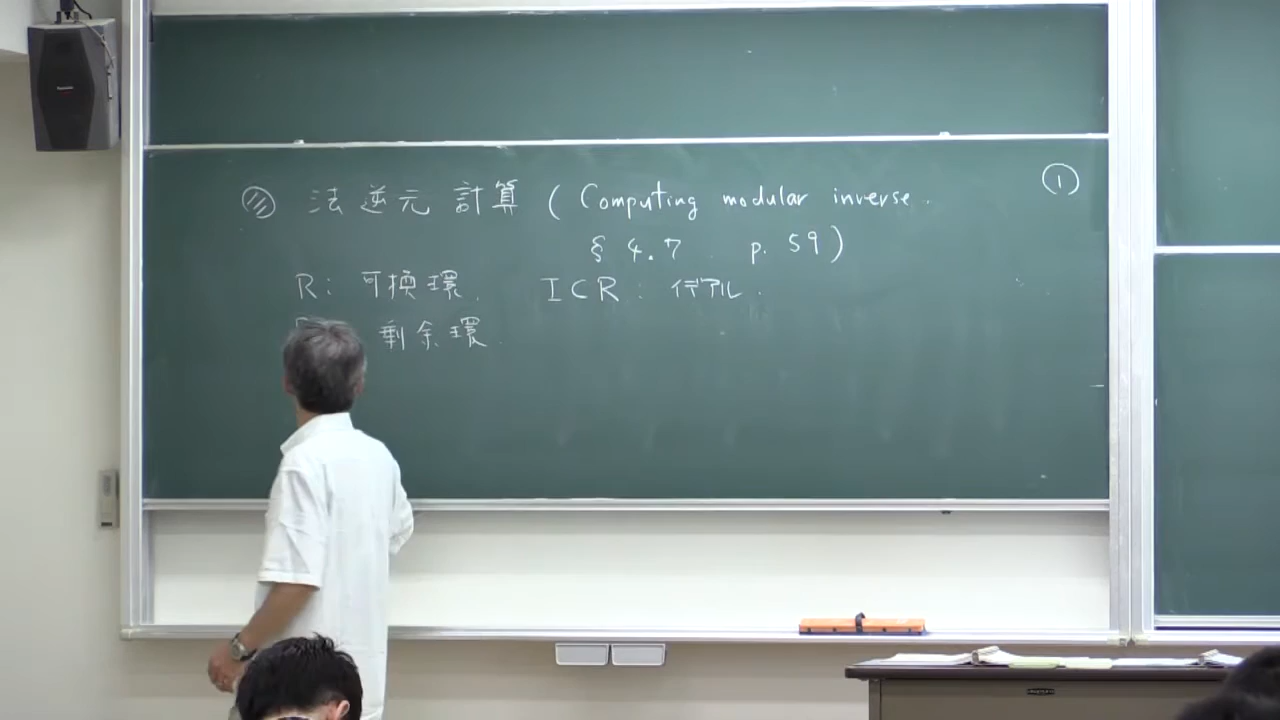 法逆元計算 (Computing modular inverse.
①
§ 4.7 p. 59)
R: 可換環. I⊂R: イデアル.
剰余環.